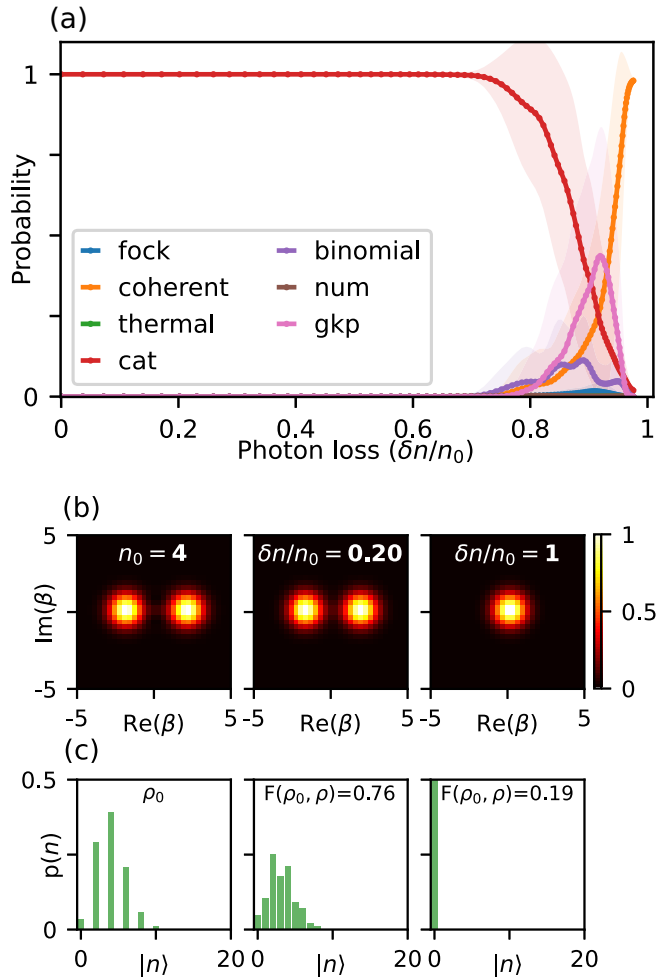 (a)
1
Probability
0
fock
coherent
thermal
cat
binomial
num
gkp
0 0.2 0.4 0.6 0.8 1
Photon loss (δn/n₀)
(b)
5
Im(β)
-5
n₀ = 4
δn/n₀ = 0.20
δn/n₀ = 1
1
0.5
0
-5 5 -5 5 -5 5
Re(β) Re(β) Re(β)
(c)
0.5
p(n)
0
ρ₀
F(ρ₀, ρ)=0.76
F(ρ₀, ρ)=0.19
0 20 0 20 0 20
|n⟩ |n⟩ |n⟩